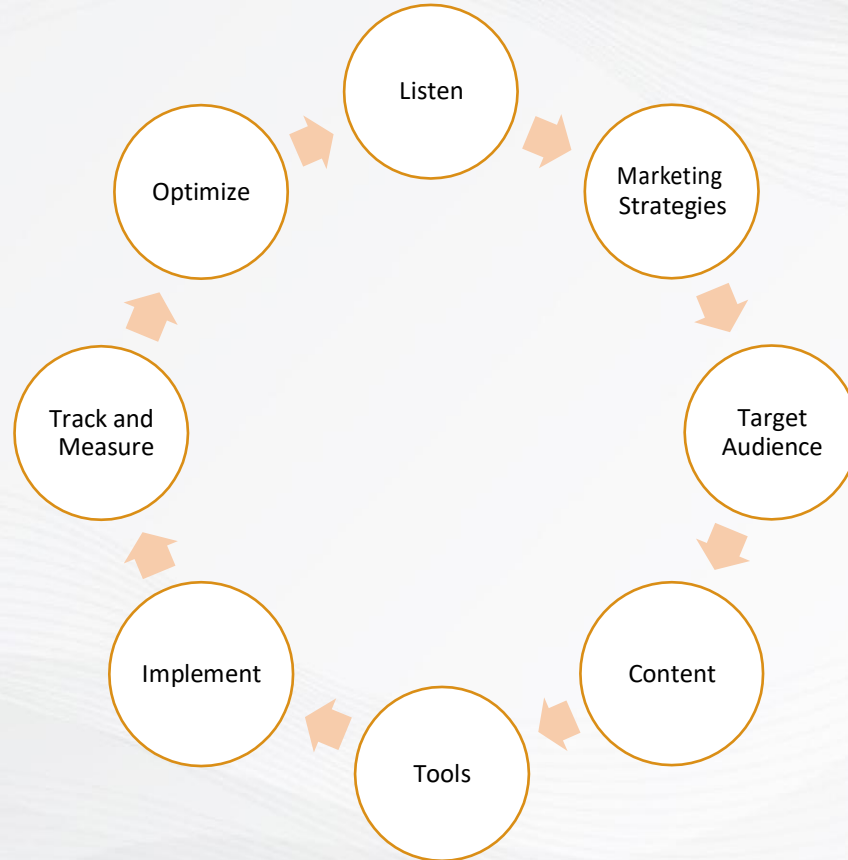 Listen
Marketing
Strategies
Target
Audience
Content
Tools
Implement
Track and
Measure
Optimize